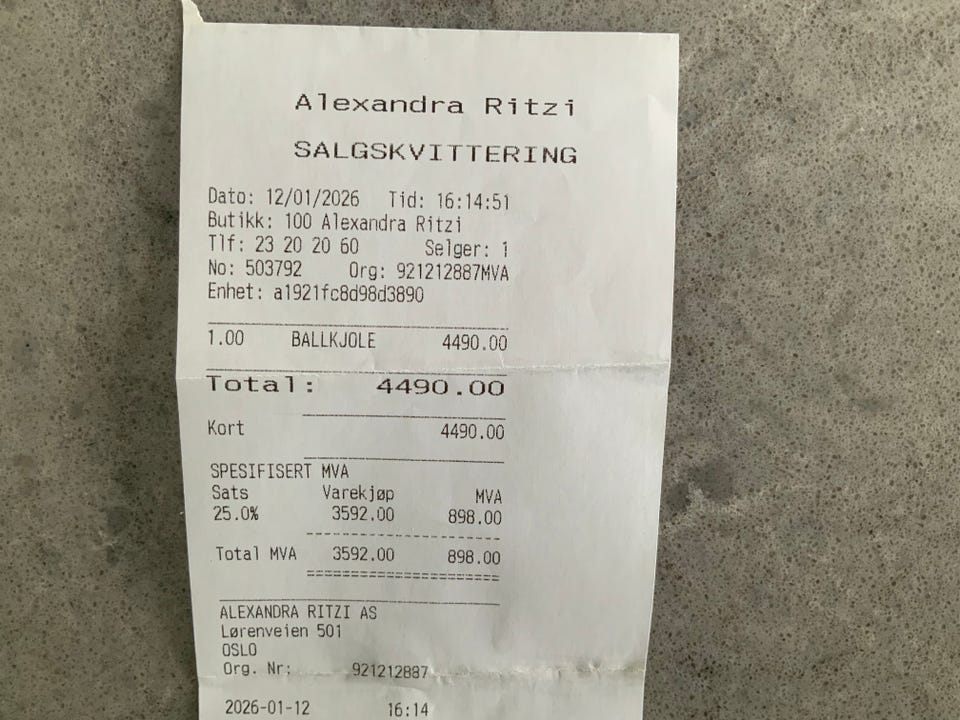 Alexandra Ritzi
SALGSKVITTERING
Dato: 12/01/2026 Tid: 16:14:51
Butikk: 100 Alexandra Ritzi
Tlf: 23 20 20 60 Selger: 1
No: 503792 Org: 921212887MVA
Enhet: a1921fc8d98d3890
1.00 BALLKJOLE 4490.00
Total: 4490.00
Kort 4490.00
SPESIFISERT MVA
Sats Varekjøp MVA
25.0% 3592.00 898.00
Total MVA 3592.00 898.00
ALEXANDRA RITZI AS
Lørenveien 501
OSLO
Org. Nr: 921212887
2026-01-12 16:14